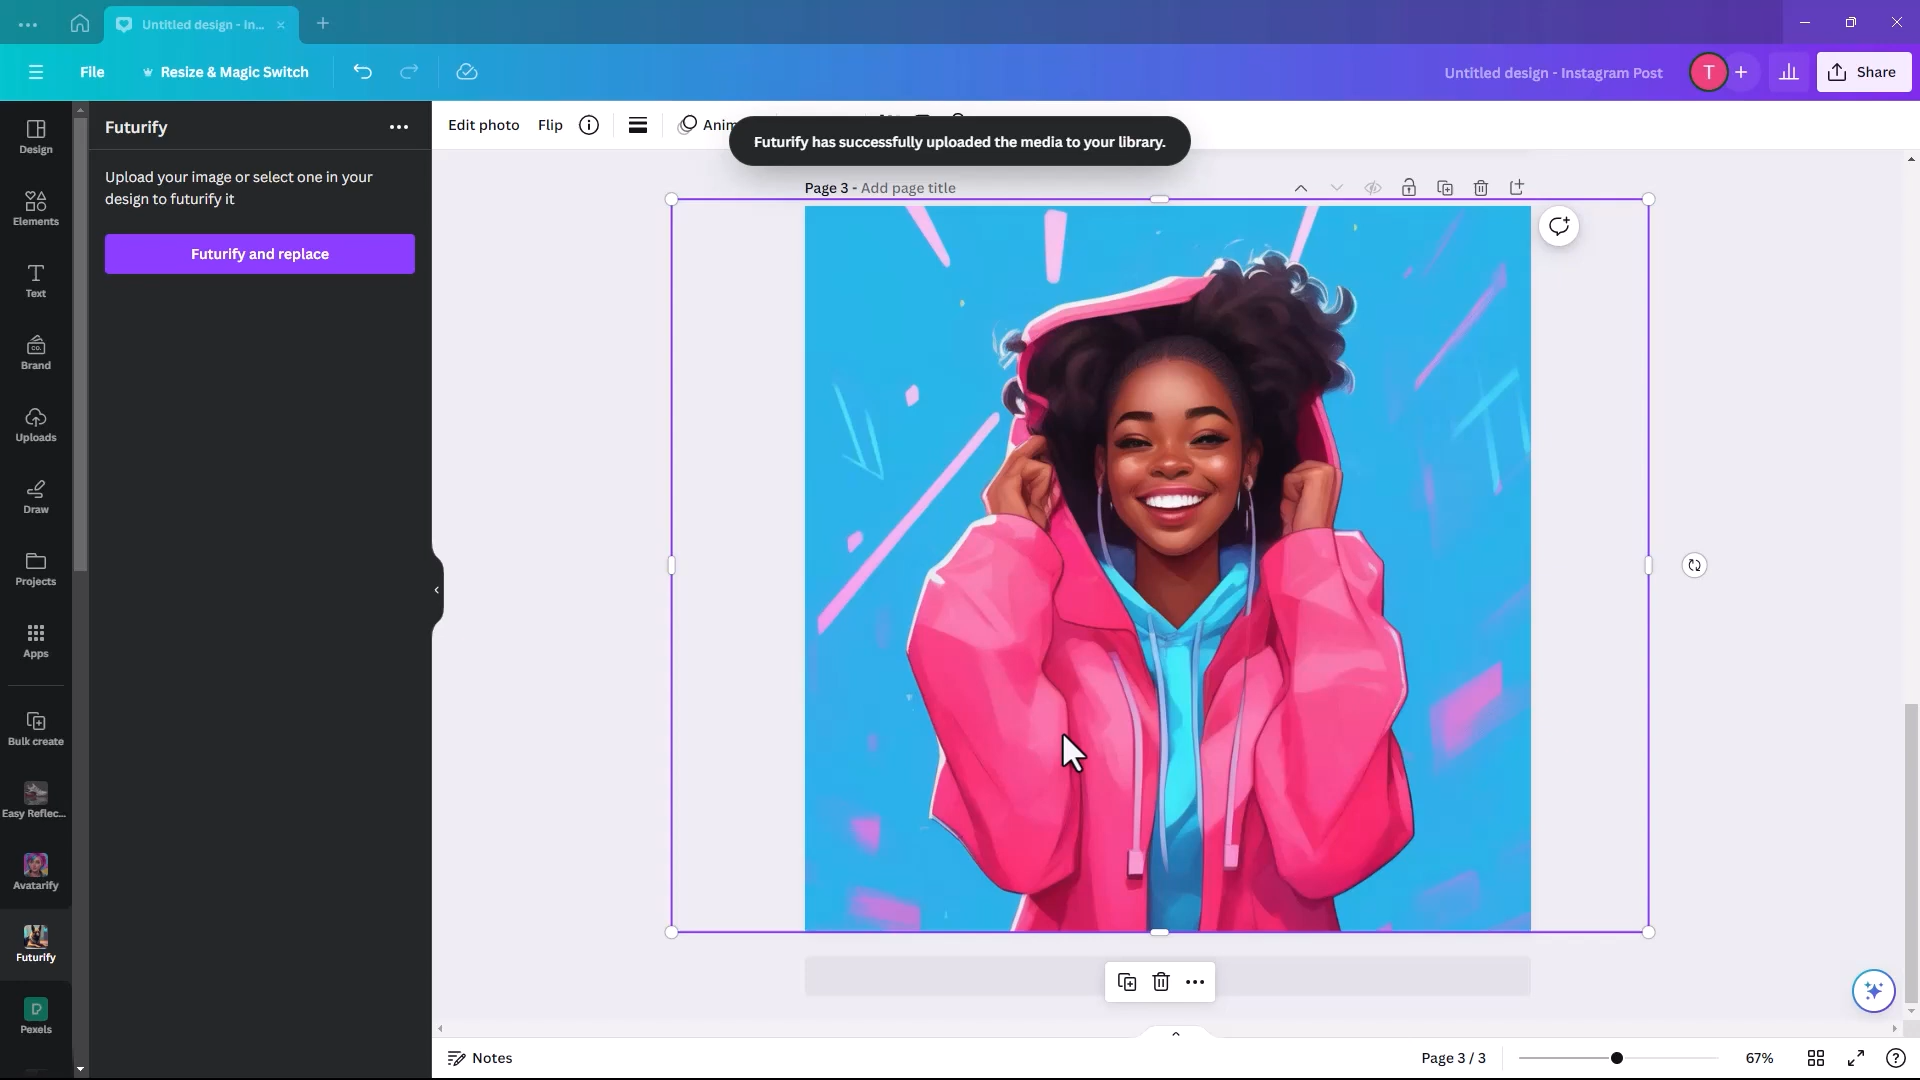 Untitled design - In...
File
Resize & Magic Switch
Untitled design - Instagram Post
T
Share
Design
Elements
Text
Brand
Uploads
Draw
Projects
Apps
Bulk create
Easy Reflec...
Avatarify
Futurify
Pexels
Futurify
Upload your image or select one in your
design to futurify it
Futurify and replace
Edit photo
Flip
Anim
Futurify has successfully uploaded the media to your library.
Page 3 - Add page title
Notes
Page 3 / 3
67%